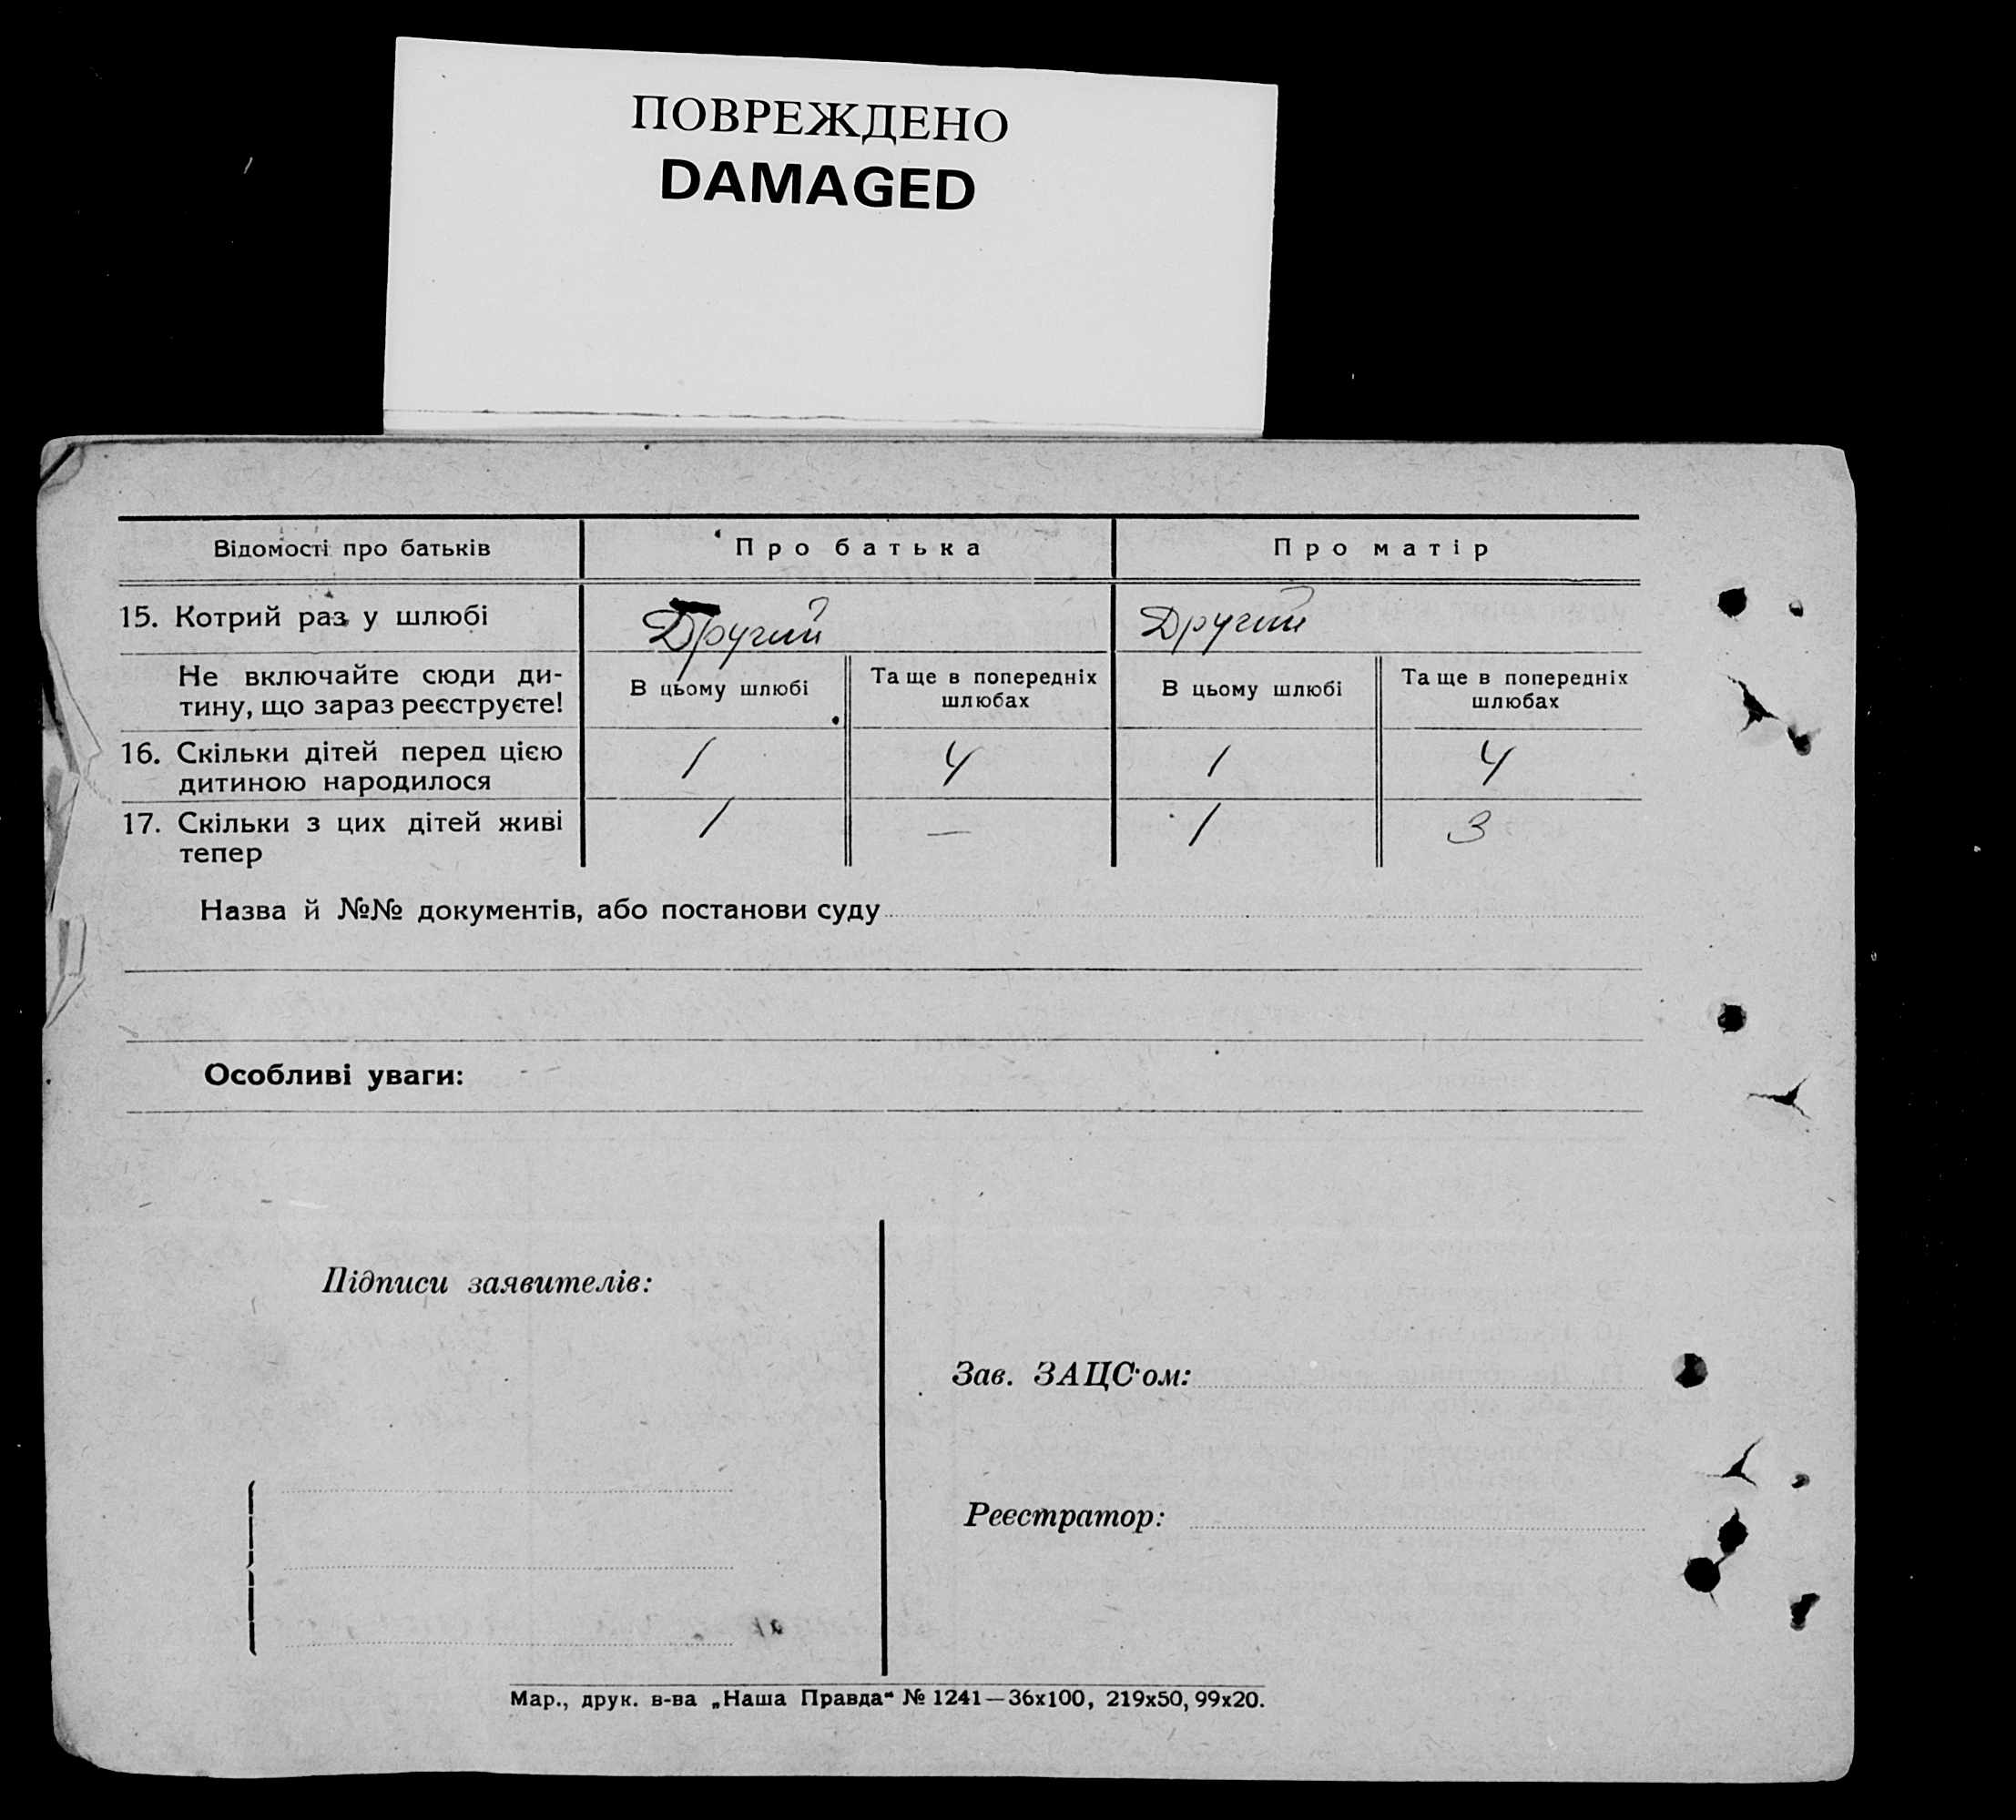 ПОВРЕЖДЕНО
DAMAGED
Відомості про батьків
Про батька
Про матір
15. Котрий раз у шлюбі
Другий
Другий
Не включайте сюди ди-
тину, що зараз реєструєте!
В цьому шлюбі
Та ще в попередніх
шлюбах
В цьому шлюбі
Та ще в попередніх
шлюбах
16. Скільки дітей перед цією
дитиною народилося
1
4
1
4
17. Скільки з цих дітей живі
тепер
1
—
1
3
Назва й №№ документів, або постанови суду
Особливі уваги:
Підписи заявителів:
Зав. ЗАЦС'ом:
Реєстратор:
Мар., друк. в-ва „Наша Правда“ № 1241—36х100, 219х50, 99х20.